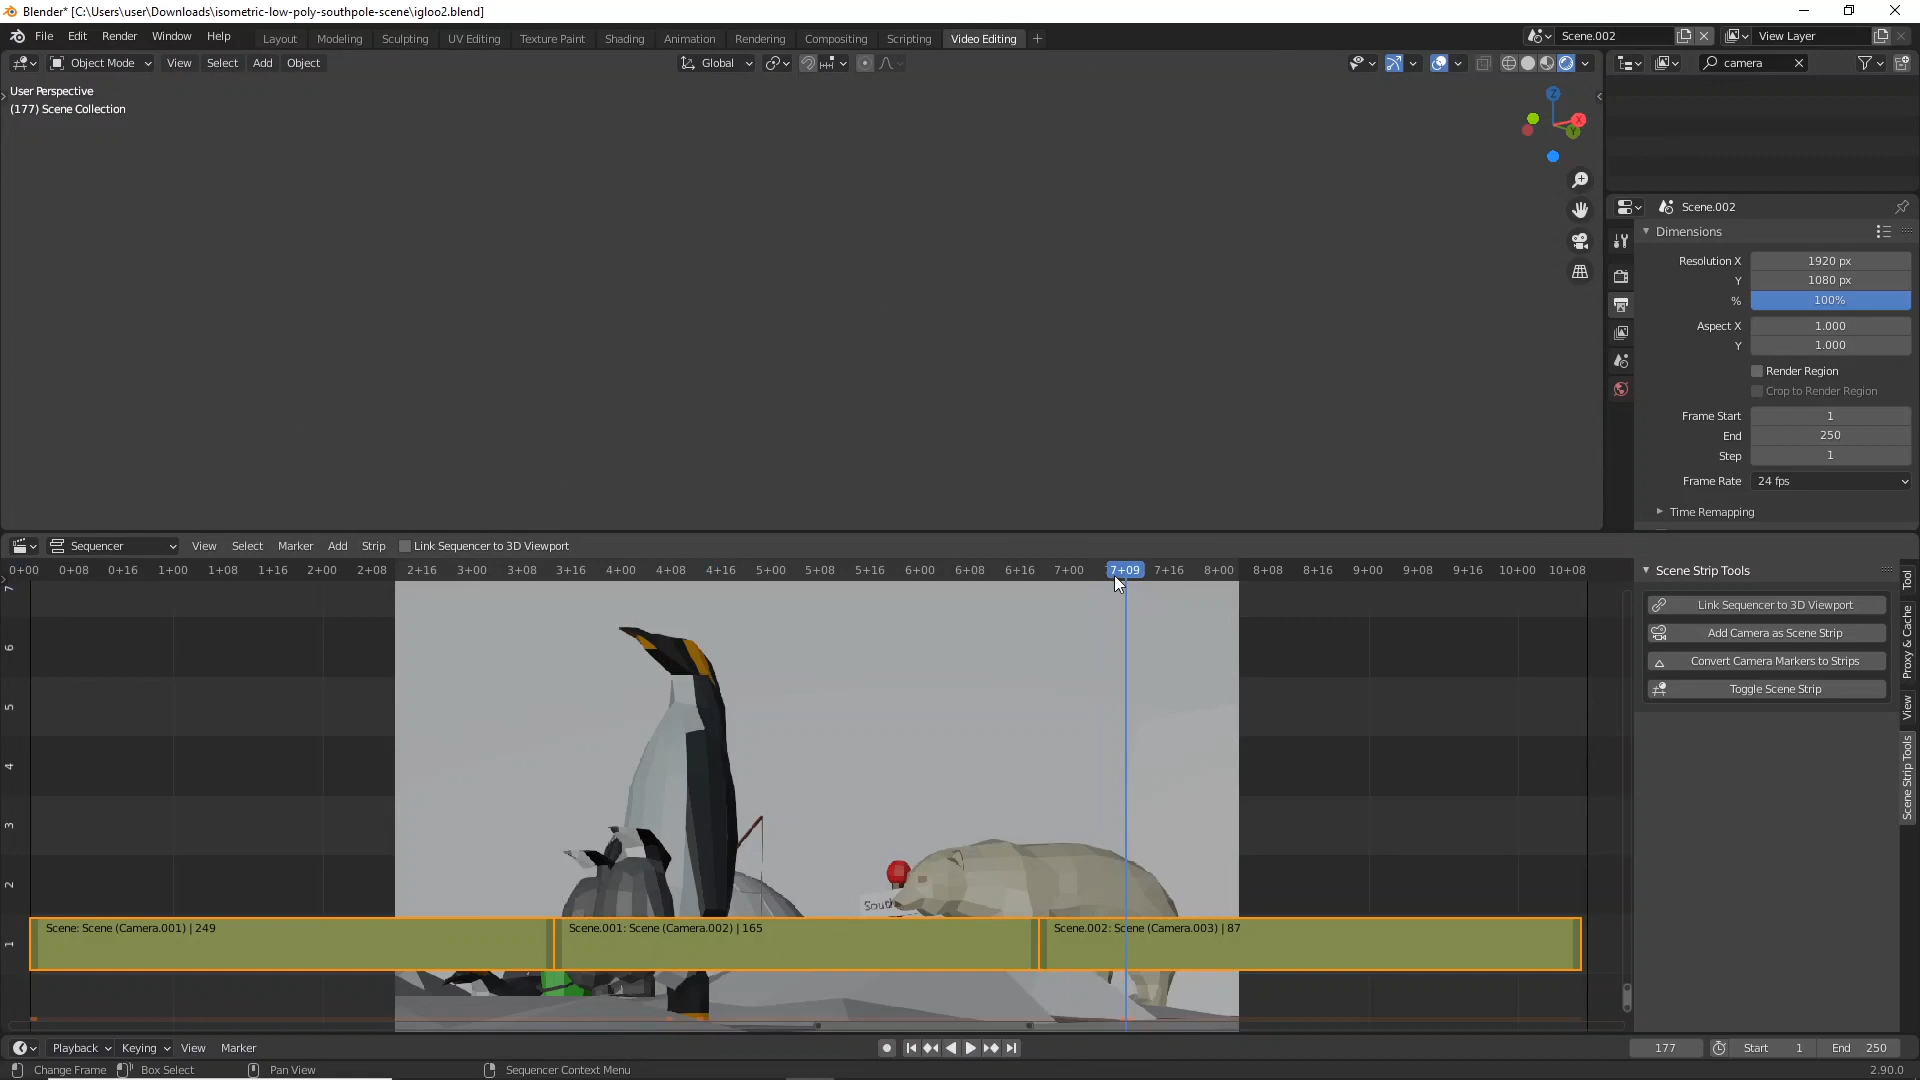 Blender* [C:\Users\user\Downloads\isometric-low-poly-southpole-scene\igloo2.blend]
File Edit Render Window Help Layout Modeling Sculpting UV Editing Texture Paint Shading Animation Rendering Compositing Scripting Video Editing + Scene.002 View Layer
Object Mode View Select Add Object Global camera
User Perspective
(177) Scene Collection
Z
X
Y
Scene.002
Dimensions
Resolution X 1920 px
Y 1080 px
% 100%
Aspect X 1.000
Y 1.000
Render Region
Crop to Render Region
Frame Start 1
End 250
Step 1
Frame Rate 24 fps
Time Remapping
Sequencer View Select Marker Add Strip Link Sequencer to 3D Viewport
0+00 0+08 0+16 1+00 1+08 1+16 2+00 2+08 2+16 3+00 3+08 3+16 4+00 4+08 4+16 5+00 5+08 5+16 6+00 6+08 6+16 7+00 7+09 7+16 8+00 8+08 8+16 9+00 9+08 9+16 10+00 10+08
Scene Strip Tools
Link Sequencer to 3D Viewport
Add Camera as Scene Strip
Convert Camera Markers to Strips
Toggle Scene Strip
Tool
Proxy & Cache
View
Scene Strip Tools
7
6
5
4
3
2
1
South
Scene: Scene (Camera.001) | 249
Scene.001: Scene (Camera.002) | 165
Scene.002: Scene (Camera.003) | 87
Playback Keying View Marker 177 Start 1 End 250
Change Frame Box Select Pan View Sequencer Context Menu 2.90.0